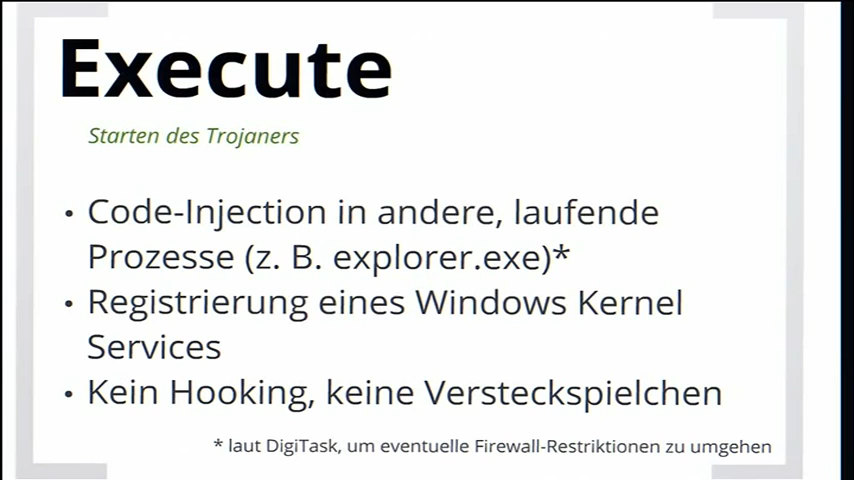 Execute
Starten des Trojaners
• Code-Injection in andere, laufende
Prozesse (z. B. explorer.exe)*
• Registrierung eines Windows Kernel
Services
• Kein Hooking, keine Versteckspielchen
* laut DigiTask, um eventuelle Firewall-Restriktionen zu umgehen